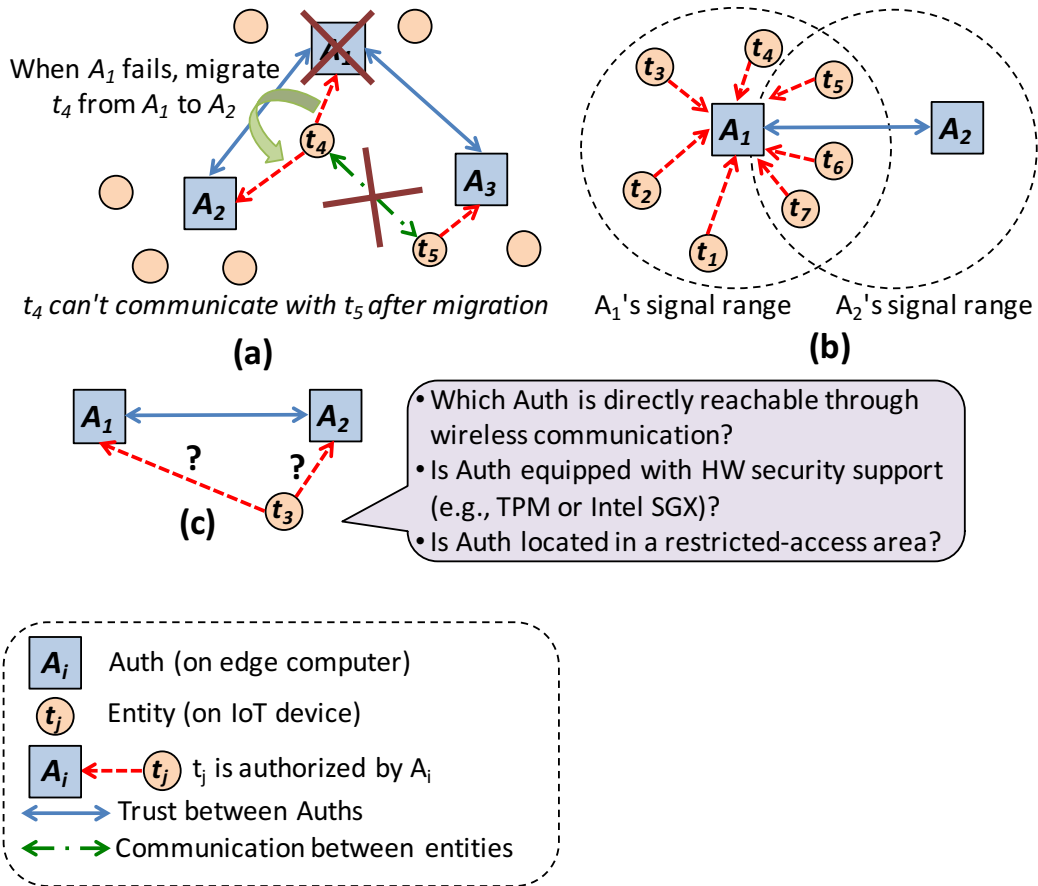 A1
When A1 fails, migrate
t4 from A1 to A2
t4
A2
A3
t5
t4 can't communicate with t5 after migration
(a)
t4
t3
t5
A1
A2
t6
t2
t7
t1
A1's signal range
A2's signal range
(b)
A1
A2
?
?
t3
(c)
• Which Auth is directly reachable through
wireless communication?
• Is Auth equipped with HW security support
(e.g., TPM or Intel SGX)?
• Is Auth located in a restricted-access area?
Ai
Auth (on edge computer)
tj
Entity (on IoT device)
Ai
tj
tj is authorized by Ai
Trust between Auths
Communication between entities